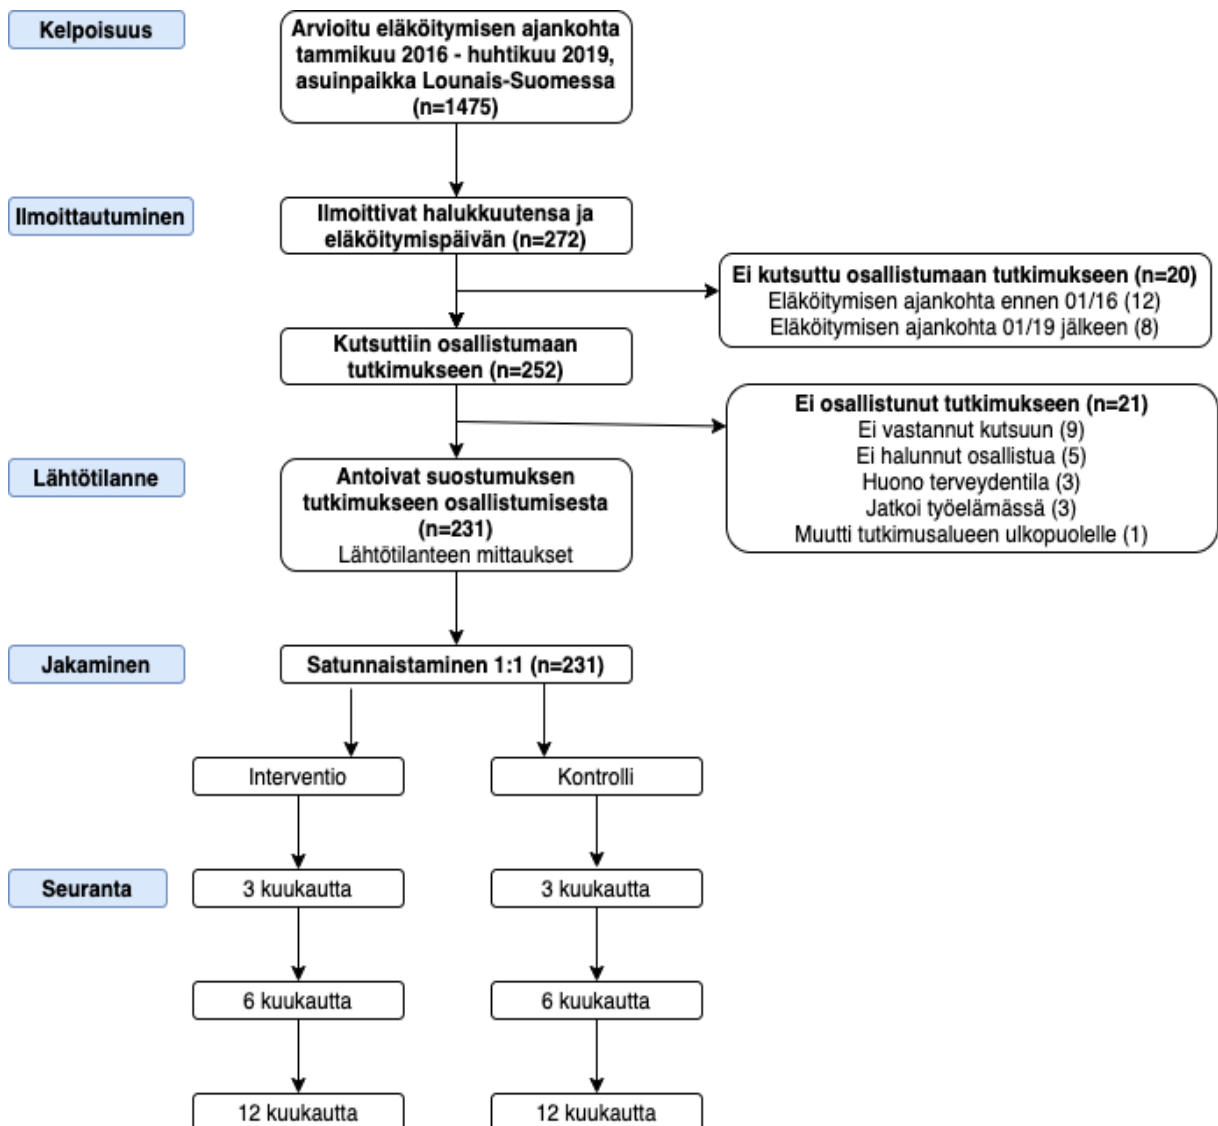 Kelpoisuus
Arvioitu eläköitymisen ajankohta
tammikuu 2016 - huhtikuu 2019,
asuinpaikka Lounais-Suomessa
(n=1475)
Ilmoittautuminen
Ilmoittivat halukkuutensa ja
eläköitymispäivän (n=272)
Ei kutsuttu osallistumaan tutkimukseen (n=20)
Eläköitymisen ajankohta ennen 01/16 (12)
Eläköitymisen ajankohta 01/19 jälkeen (8)
Kutsuttiin osallistumaan
tutkimukseen (n=252)
Ei osallistunut tutkimukseen (n=21)
Ei vastannut kutsuun (9)
Ei halunnut osallistua (5)
Huono terveydentila (3)
Jatkoi työelämässä (3)
Muutti tutkimusalueen ulkopuolelle (1)
Lähtötilanne
Antoivat suostumuksen
tutkimukseen osallistumisesta
(n=231)
Lähtötilanteen mittaukset
Jakaminen
Satunnaistaminen 1:1 (n=231)
Interventio
Kontrolli
Seuranta
3 kuukautta
3 kuukautta
6 kuukautta
6 kuukautta
12 kuukautta
12 kuukautta